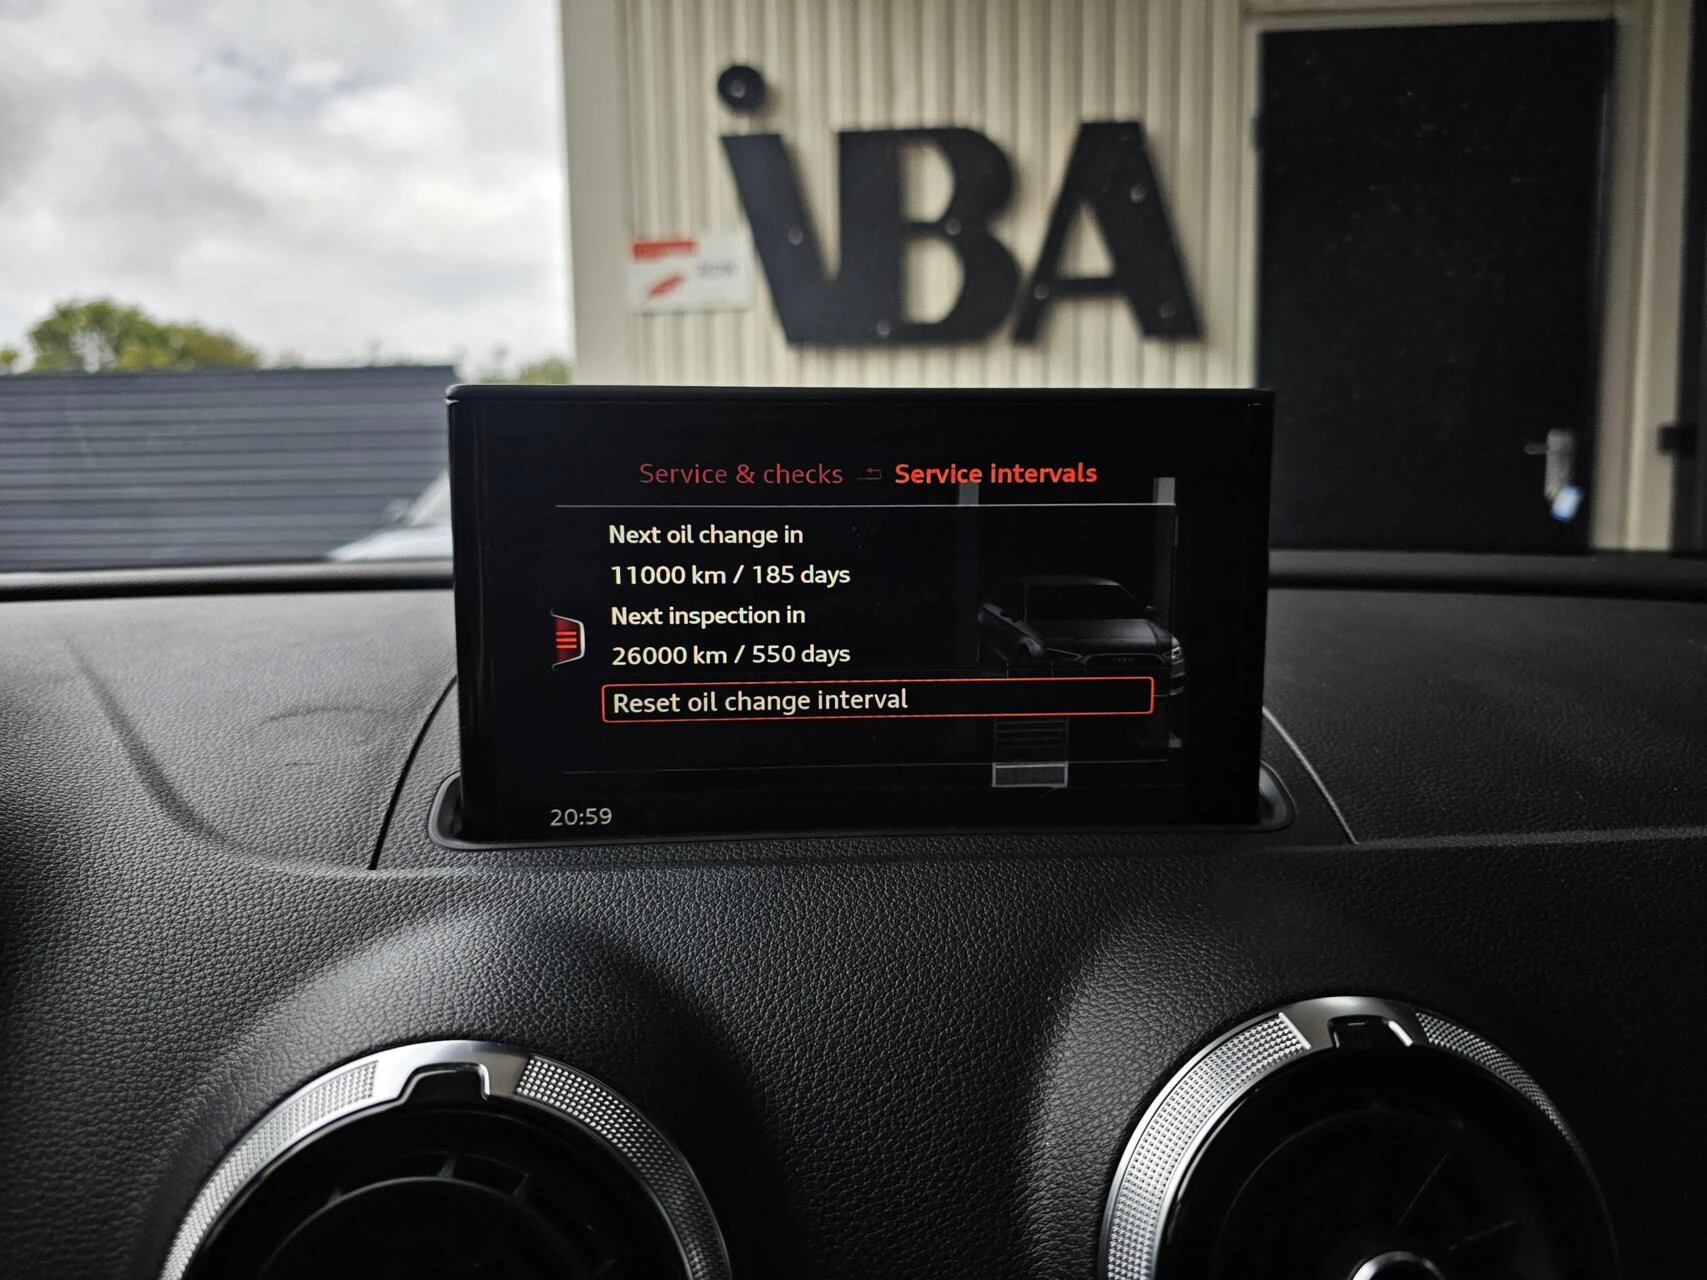 iBA
Service & checks Service intervals
Next oil change in
11000 km / 185 days
Next inspection in
26000 km / 550 days
Reset oil change interval
20:59